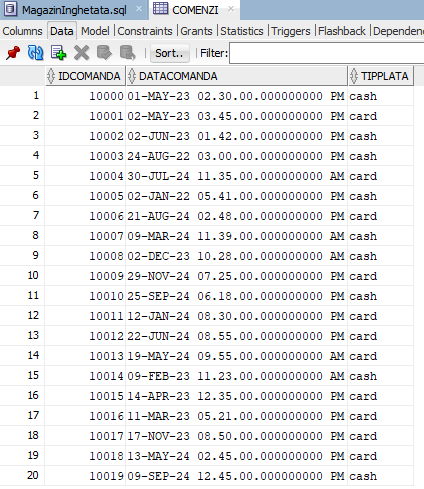 MagazinInghetata.sql COMENZI
Columns Data Model Constraints Grants Statistics Triggers Flashback Dependen
Sort.. Filter:
IDCOMANDA DATACOMANDA TIPPLATA
1 10000 01-MAY-23 02.30.00.000000000 PM cash
2 10001 02-MAY-23 03.45.00.000000000 PM card
3 10002 02-JUN-23 01.42.00.000000000 PM cash
4 10003 24-AUG-22 03.00.00.000000000 PM cash
5 10004 30-JUL-24 11.35.00.000000000 AM card
6 10005 02-JAN-22 05.41.00.000000000 PM cash
7 10006 21-AUG-24 02.48.00.000000000 PM card
8 10007 09-MAR-24 11.39.00.000000000 AM cash
9 10008 02-DEC-23 10.28.00.000000000 AM cash
10 10009 29-NOV-24 07.25.00.000000000 PM card
11 10010 25-SEP-24 06.18.00.000000000 PM cash
12 10011 12-JAN-24 08.30.00.000000000 PM card
13 10012 22-JUN-24 08.55.00.000000000 PM card
14 10013 19-MAY-24 09.55.00.000000000 AM card
15 10014 09-FEB-23 11.23.00.000000000 AM cash
16 10015 14-APR-23 12.35.00.000000000 PM card
17 10016 11-MAR-23 05.21.00.000000000 PM card
18 10017 17-NOV-23 08.50.00.000000000 PM card
19 10018 13-MAY-24 02.45.00.000000000 PM card
20 10019 09-SEP-24 12.45.00.000000000 PM cash